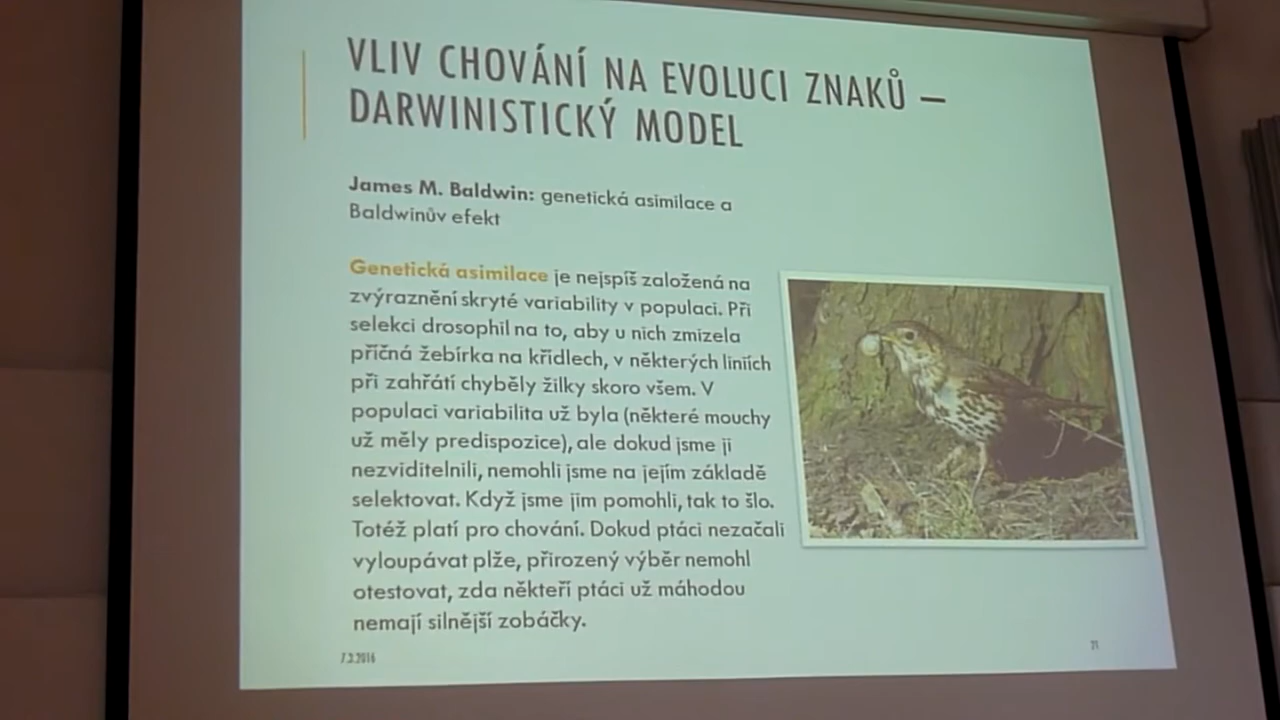 VLIV CHOVÁNÍ NA EVOLUCI ZNAKŮ –
DARWINISTICKÝ MODEL
James M. Baldwin: genetická asimilace a
Baldwinův efekt
Genetická asimilace je nejspíš založená na
zvýraznění skryté variability v populaci. Při
selekci drosophil na to, aby u nich zmizela
příčná žebírka na křídlech, v některých liniích
při zahřátí chyběly žilky skoro všem. V
populaci variabilita už byla (některé mouchy
už měly predispozice), ale dokud jsme ji
nezviditelnili, nemohli jsme na jejím základě
selektovat. Když jsme jim pomohli, tak to šlo.
Totéž platí pro chování. Dokud ptáci nezačali
vyloupávat plže, přirozený výběr nemohl
otestovat, zda někteří ptáci už máhodou
nemají silnější zobáčky.
7.3.2016